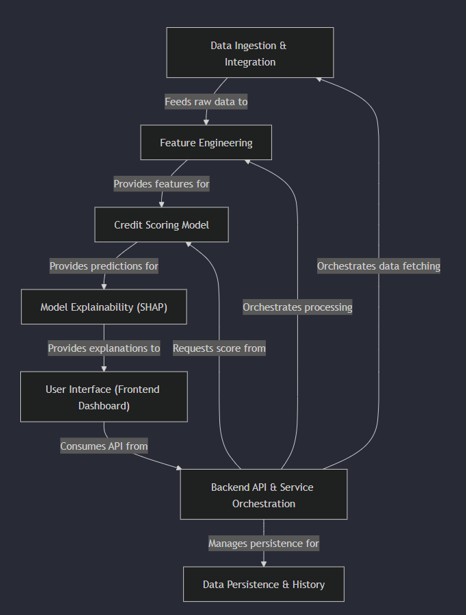 Data Ingestion &
Integration
Feeds raw data to
Feature Engineering
Provides features for
Credit Scoring Model
Provides predictions for
Orchestrates data fetching
Model Explainability (SHAP)
Orchestrates processing
Provides explanations to
Requests score from
User Interface (Frontend
Dashboard)
Consumes API from
Backend API & Service
Orchestration
Manages persistence for
Data Persistence & History